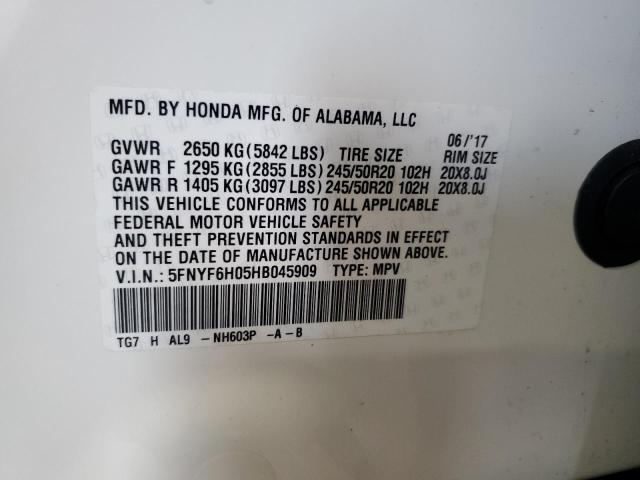 MFD. BY HONDA MFG. OF ALABAMA, LLC
06/'17
GVWR 2650 KG(5842 LBS) TIRE SIZE RIM SIZE
GAWR F 1295 KG(2855 LBS)245/50R20 102H 20X8.0J
GAWR R 1405 KG(3097 LBS)245/50R20 102H 20X8.0J
THIS VEHICLE CONFORMS TO ALL APPLICABLE
FEDERAL MOTOR VEHICLE SAFETY
AND THEFT PREVENTION STANDARDS IN EFFECT
ON THE DATE OF MANUFACTURE SHOWN ABOVE.
V.I.N.: 5FNYF6H05HB045909 TYPE: MPV
TG7 H AL9 -NH603P -A-B